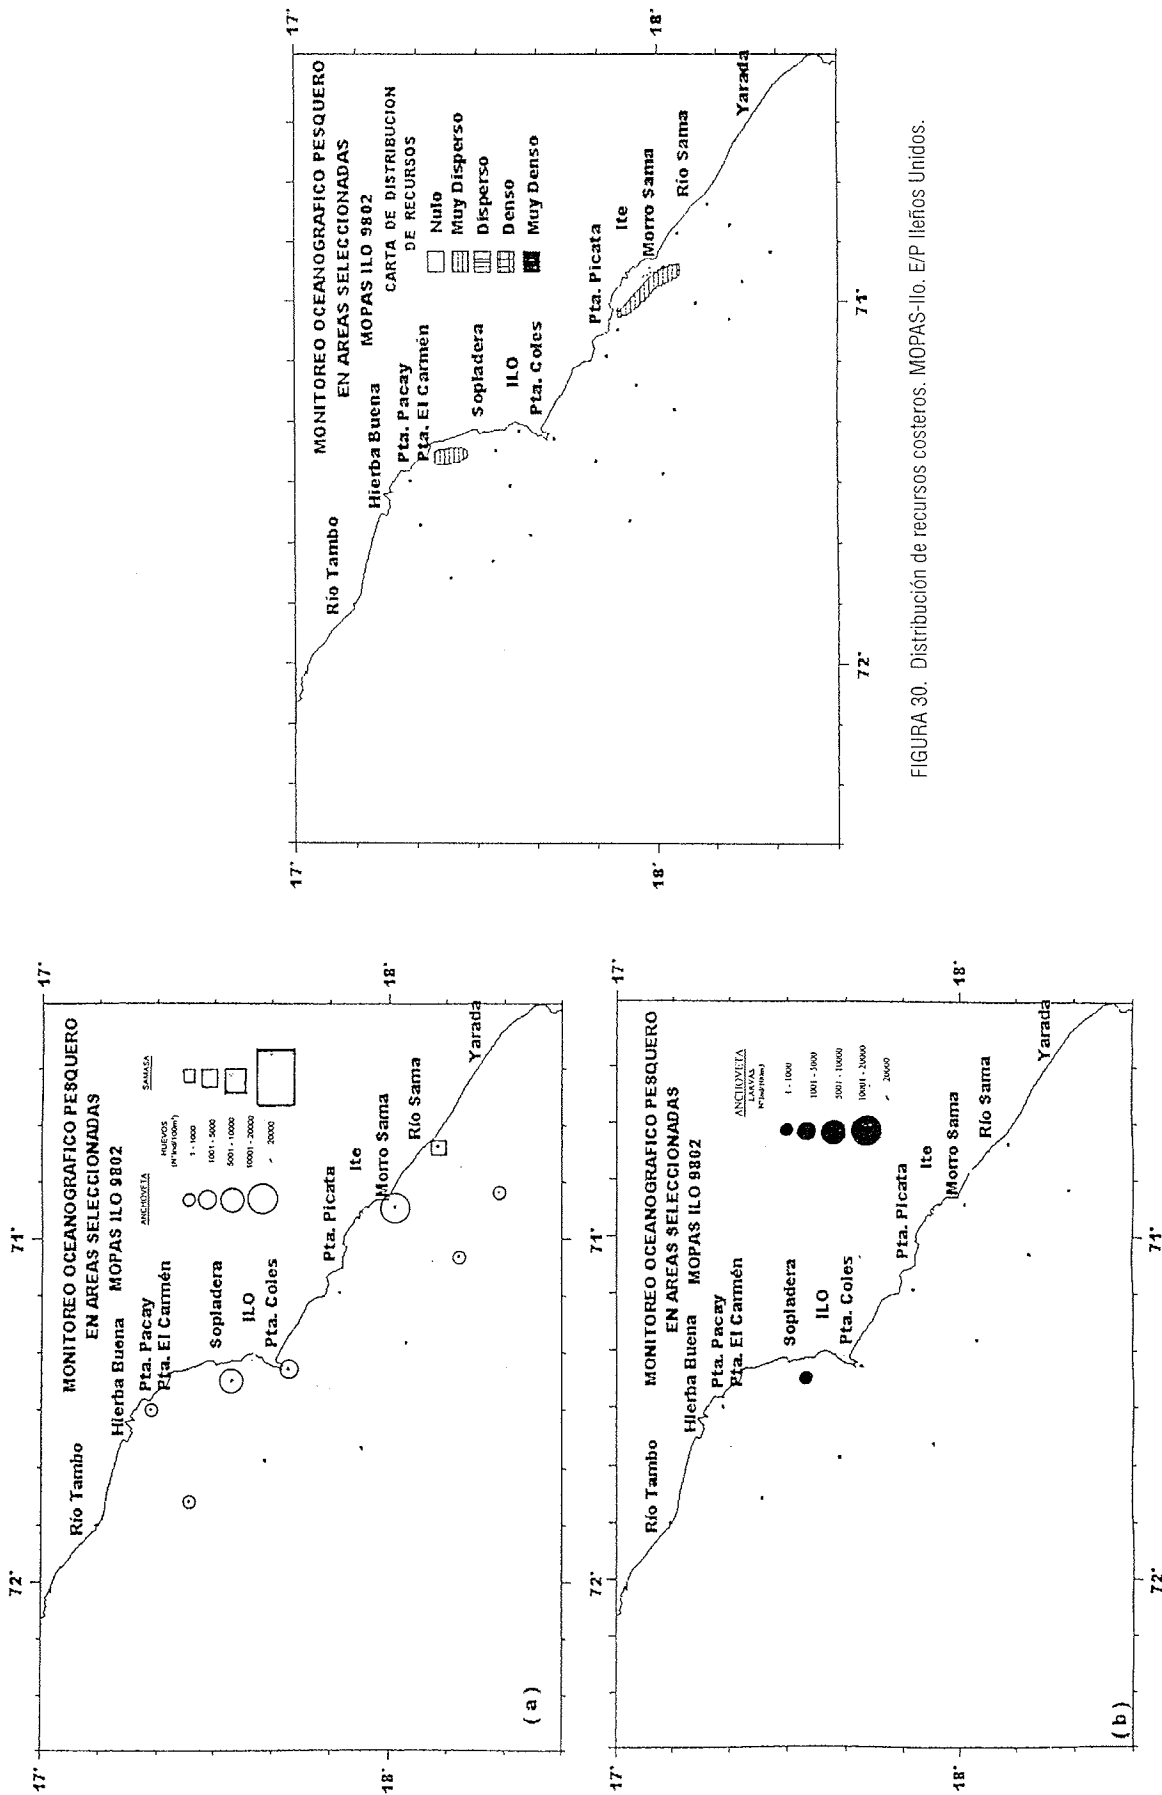 MONITOREO OCEANOGRAFICO PESQUERO
EN AREAS SELECCIONADAS
MOPAS ILO 9802
ANCHOVETA
HUEVOS
SAMASA
1 - 1000
1001 - 5000
5001 - 10000
10001 - 20000
20000
Río Tambo
Hierba Buena
Pta. Pacay
Pta. El Carmén
Sopladera
ILO
Pta. Coles
Pta. Picata
Ite
Morro Sama
Río Sama
Yarada
17°
18°
72°
71°
17°
18°
( a )
MONITOREO OCEANOGRAFICO PESQUERO
EN AREAS SELECCIONADAS
MOPAS ILO 9802
ANCHOVETA
LARVAS
1 - 1000
1001 - 5000
5001 - 10000
10001 - 20000
20000
Río Tambo
Hierba Buena
Pta. Pacay
Pta. El Carmén
Sopladera
ILO
Pta. Coles
Pta. Picata
Ite
Morro Sama
Río Sama
Yarada
17°
18°
72°
71°
17°
18°
( b )
MONITOREO OCEANOGRAFICO PESQUERO
EN AREAS SELECCIONADAS
MOPAS ILO 9802
CARTA DE DISTRIBUCION
DE RECURSOS
Nulo
Muy Disperso
Disperso
Denso
Muy Denso
Río Tambo
Hierba Buena
Pta. Pacay
Pta. El Carmén
Sopladera
ILO
Pta. Coles
Pta. Picata
Ite
Morro Sama
Río Sama
Yarada
17°
18°
72°
71°
17°
18°
FIGURA 30. Distribución de recursos costeros. MOPAS-Ilo. E/P Ileños Unidos.